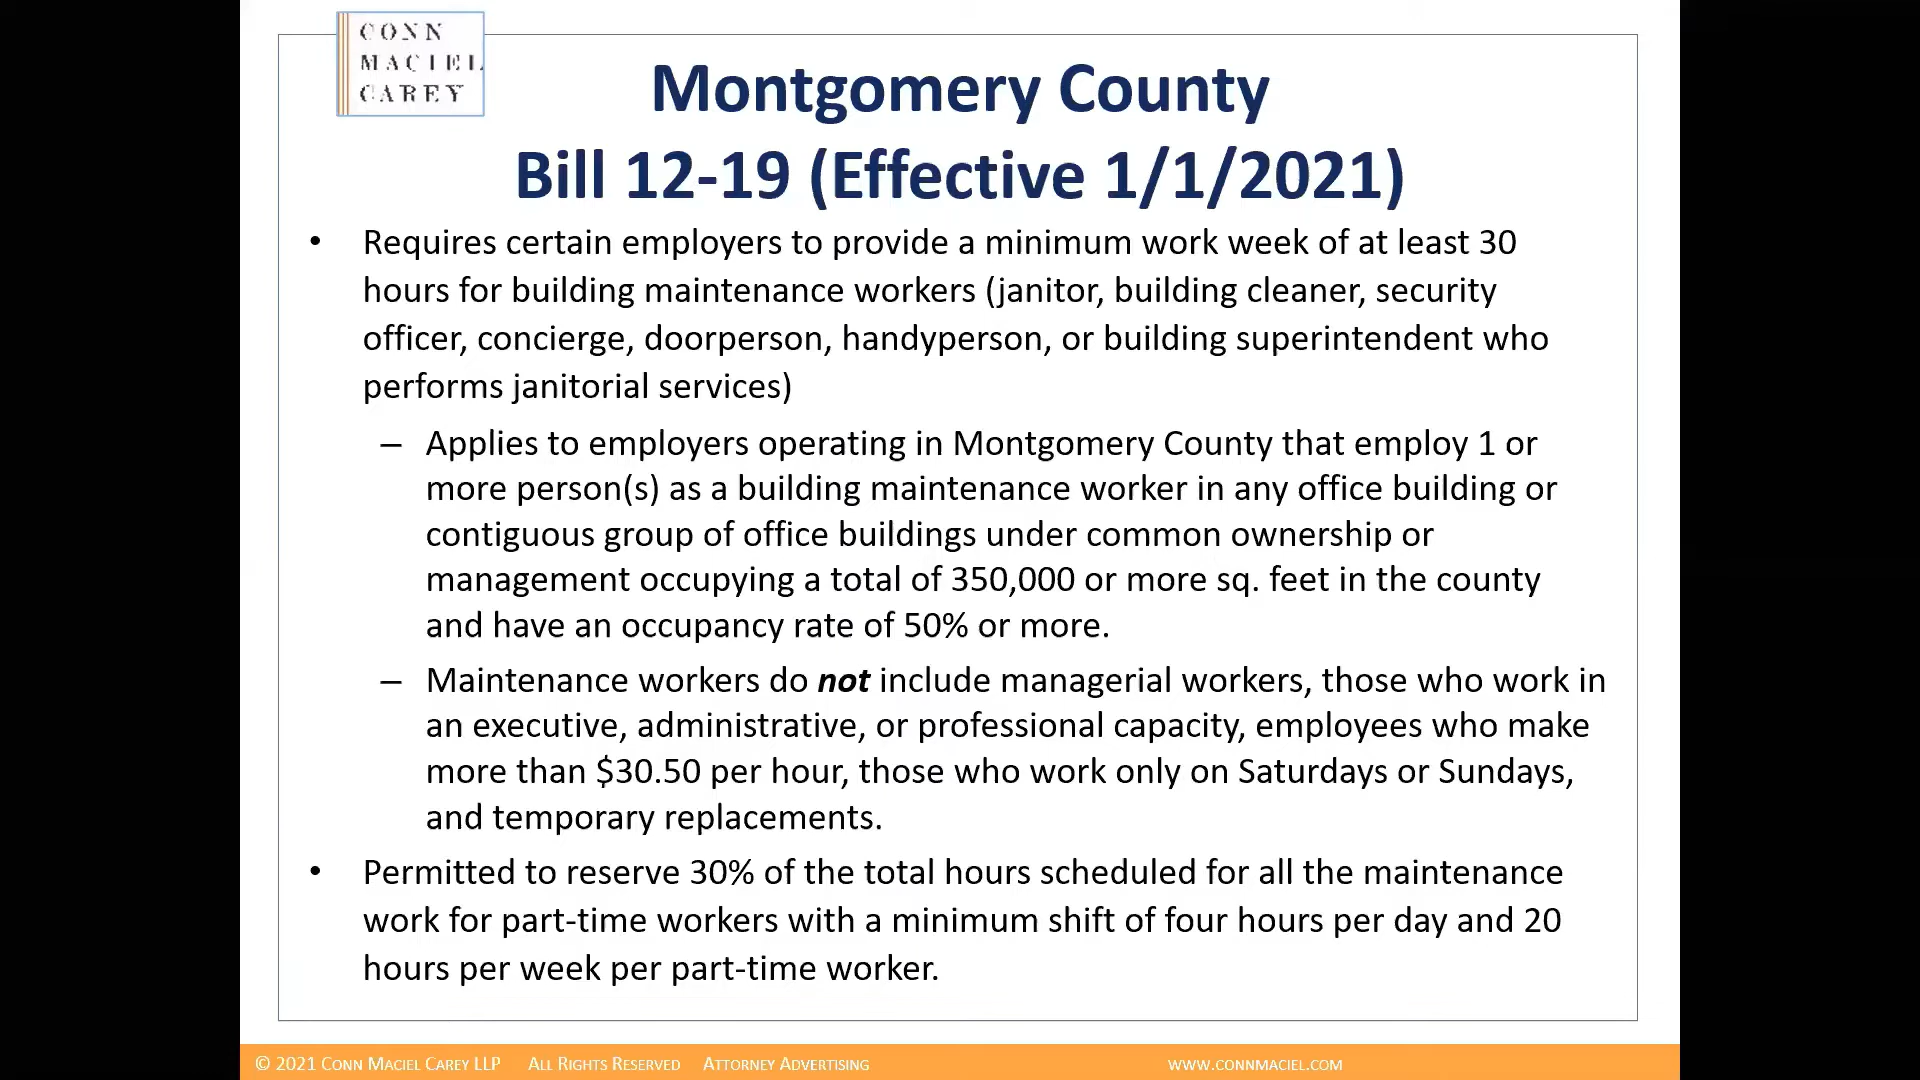 CONN
MACIEL
CAREY
Montgomery County
Bill 12-19 (Effective 1/1/2021)
• Requires certain employers to provide a minimum work week of at least 30
hours for building maintenance workers (janitor, building cleaner, security
officer, concierge, doorperson, handyperson, or building superintendent who
performs janitorial services)
– Applies to employers operating in Montgomery County that employ 1 or
more person(s) as a building maintenance worker in any office building or
contiguous group of office buildings under common ownership or
management occupying a total of 350,000 or more sq. feet in the county
and have an occupancy rate of 50% or more.
– Maintenance workers do not include managerial workers, those who work in
an executive, administrative, or professional capacity, employees who make
more than $30.50 per hour, those who work only on Saturdays or Sundays,
and temporary replacements.
• Permitted to reserve 30% of the total hours scheduled for all the maintenance
work for part-time workers with a minimum shift of four hours per day and 20
hours per week per part-time worker.
© 2021 CONN MACIEL CAREY LLP ALL RIGHTS RESERVED ATTORNEY ADVERTISING WWW.CONNMACIEL.COM